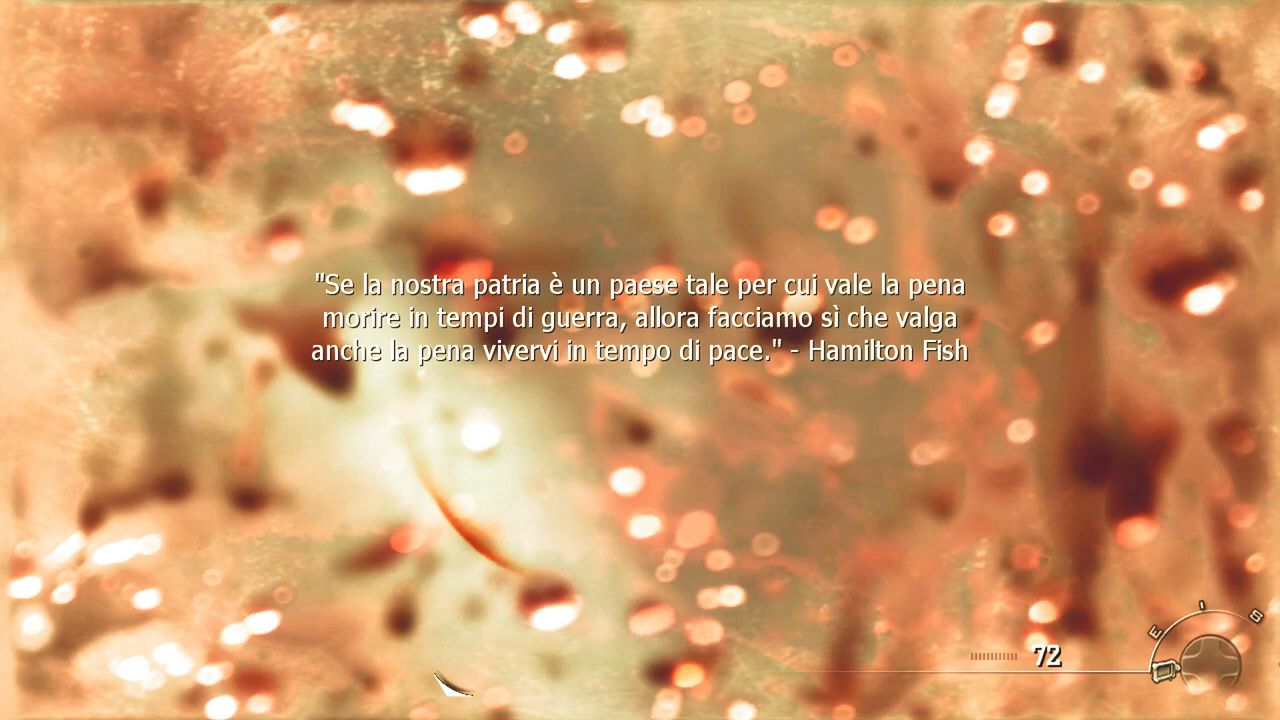 "Se la nostra patria è un paese tale per cui vale la pena
morire in tempi di guerra, allora facciamo sì che valga
anche la pena vivervi in tempo di pace." - Hamilton Fish
72
E S